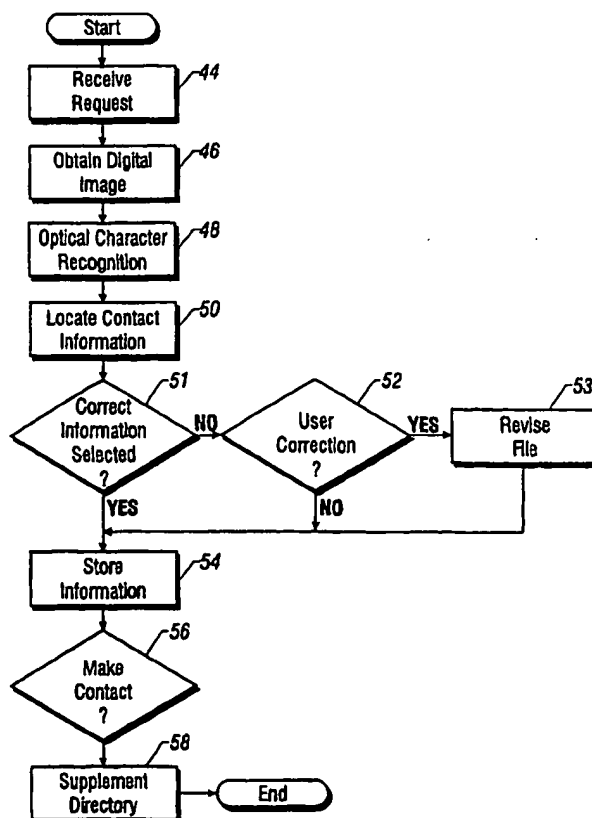 Start
Receive
Request
44
Obtain Digital
Image
46
Optical Character
Recognition
48
Locate Contact
Information
50
Correct
Information
Selected
?
51
NO
YES
User
Correction
?
52
YES
NO
Revise
File
53
Store
Information
54
Make
Contact
?
56
Supplement
Directory
58
End